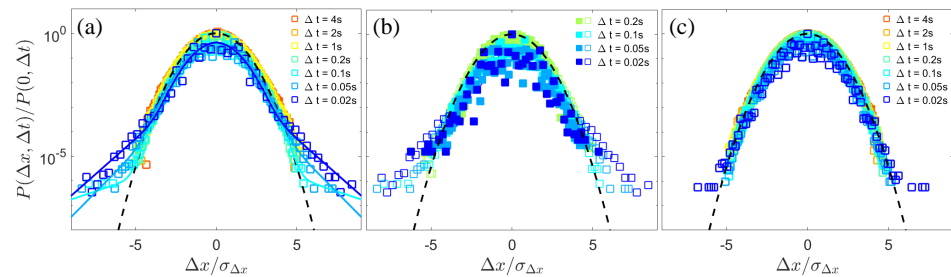 (a)
Δ t = 4s
Δ t = 2s
Δ t = 1s
Δ t = 0.2s
Δ t = 0.1s
Δ t = 0.05s
Δ t = 0.02s
P(Δx, Δt)/P(0, Δt)
10^0
10^-5
-5 0 5
Δx/σ_Δx
(b)
Δ t = 0.2s
Δ t = 0.1s
Δ t = 0.05s
Δ t = 0.02s
-5 0 5
Δx/σ_Δx
(c)
Δ t = 4s
Δ t = 2s
Δ t = 1s
Δ t = 0.2s
Δ t = 0.1s
Δ t = 0.05s
Δ t = 0.02s
-5 0 5
Δx/σ_Δx